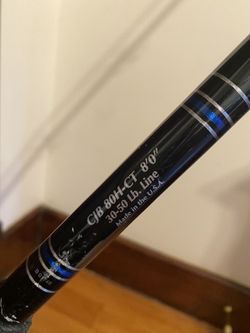 CJB 80H-CT 8'0"
30-50 Lb. Line
Made in the U.S.A.